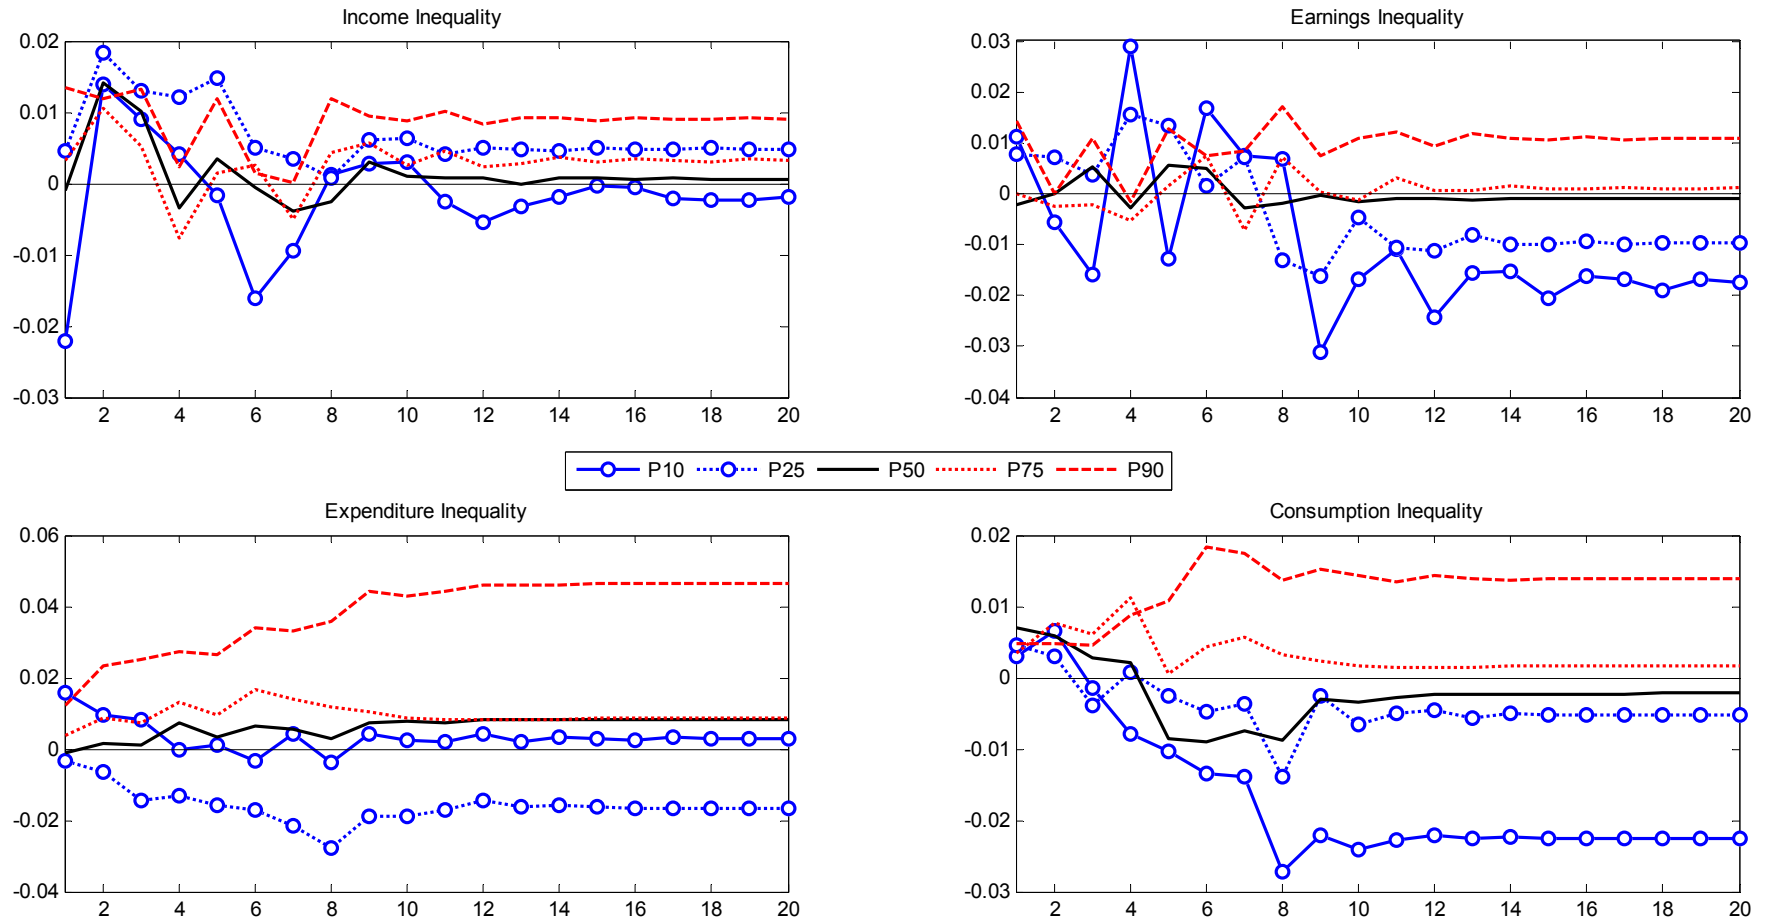 Income Inequality
0.02
0.01
0
-0.01
-0.02
-0.03
2 4 6 8 10 12 14 16 18 20
Earnings Inequality
0.03
0.02
0.01
0
-0.01
-0.02
-0.03
-0.04
2 4 6 8 10 12 14 16 18 20
P10 P25 P50 P75 P90
Expenditure Inequality
0.06
0.04
0.02
0
-0.02
-0.04
2 4 6 8 10 12 14 16 18 20
Consumption Inequality
0.02
0.01
0
-0.01
-0.02
-0.03
2 4 6 8 10 12 14 16 18 20